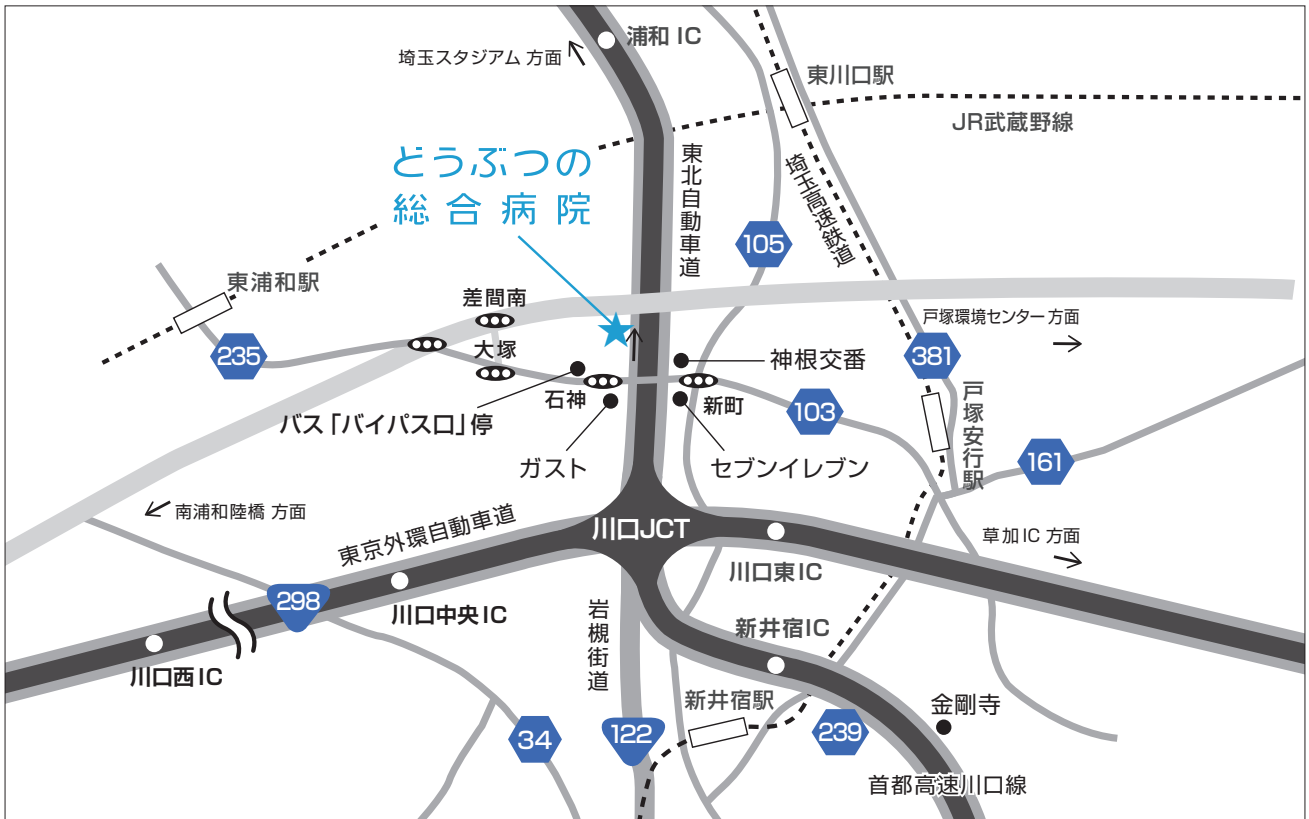 浦和 IC
埼玉スタジアム 方面
東川口駅
JR武蔵野線
どうぶつの
総合病院
東北自動車道
埼玉高速鉄道
105
東浦和駅
差間南
戸塚環境センター 方面
235
大塚
神根交番
381
石神
新町
103
戸塚安行駅
バス「バイパス口」停
ガスト
セブンイレブン
161
南浦和陸橋 方面
東京外環自動車道
川口JCT
草加IC 方面
川口東IC
298
川口中央IC
岩槻街道
新井宿IC
川口西IC
新井宿駅
金剛寺
34
122
239
首都高速川口線